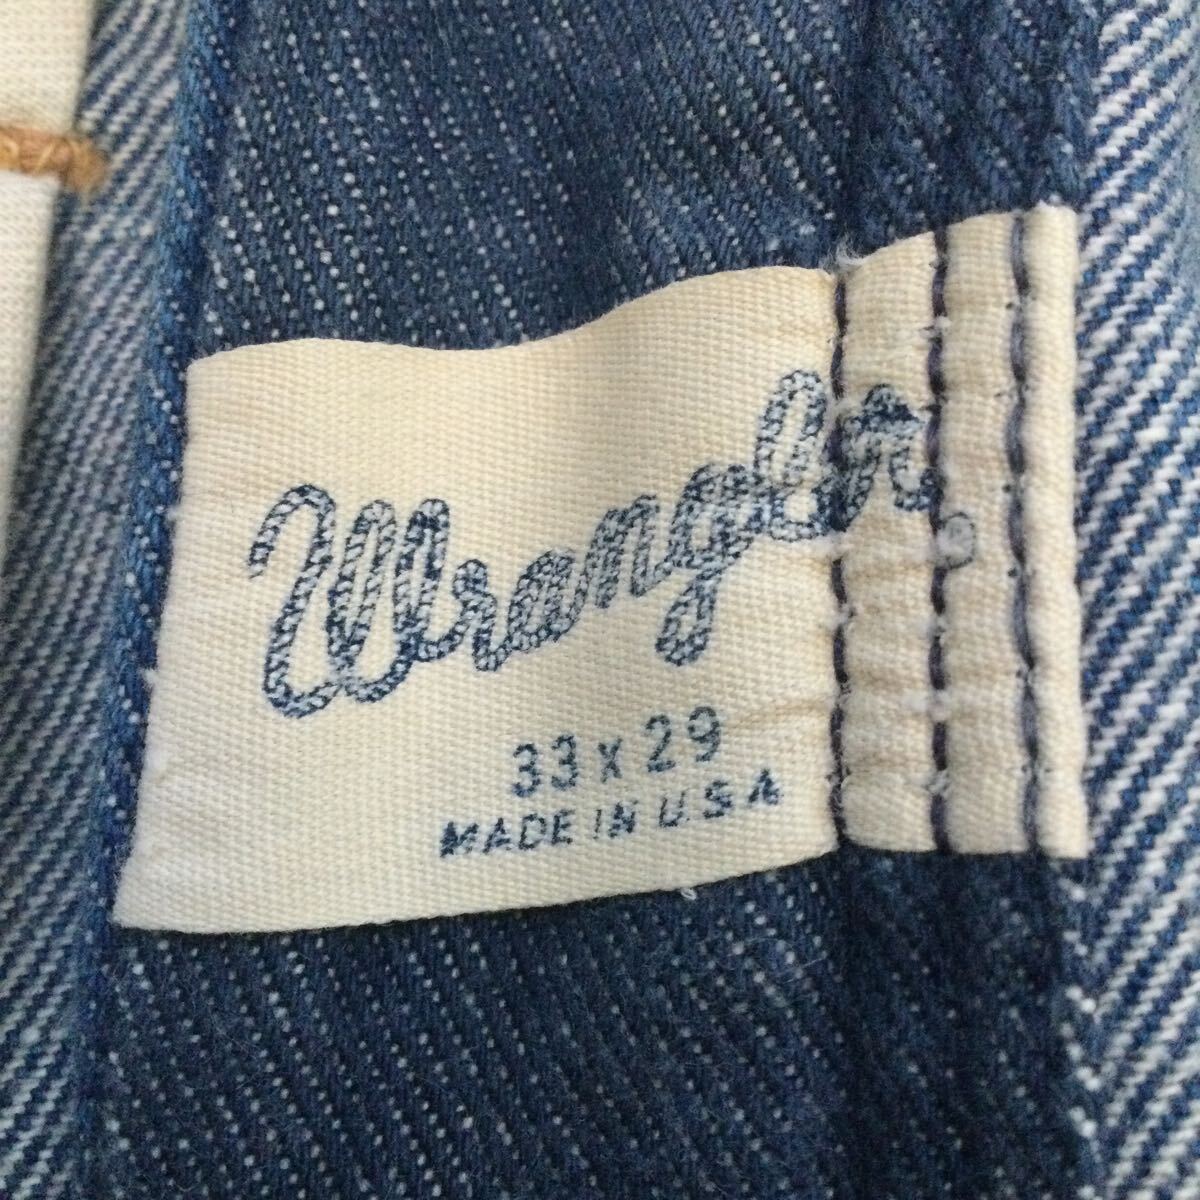 Wrangler.
33 x 29
MADE IN U.S.A